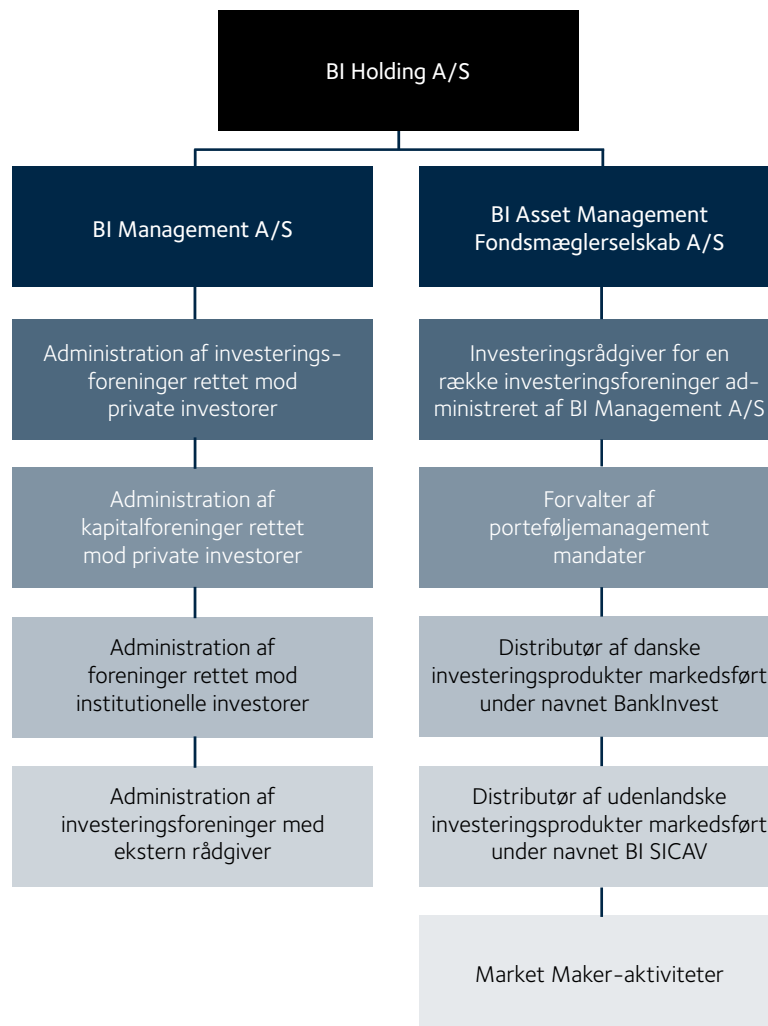 BI Holding A/S
BI Management A/S
Administration af investerings-
foreninger rettet mod
private investorer
Administration af
kapitalforeninger rettet
mod private investorer
Administration af
foreninger rettet mod
institutionelle investorer
Administration af
investeringsforeninger med
ekstern rådgiver
BI Asset Management
Fondsmæglerselskab A/S
Investeringsrådgiver for en
række investeringsforeninger ad-
ministreret af BI Management A/S
Forvalter af
porteføljemanagement
mandater
Distributør af danske
investeringsprodukter markedsført
under navnet BankInvest
Distributør af udenlandske
investeringsprodukter markedsført
under navnet BI SICAV
Market Maker-aktiviteter